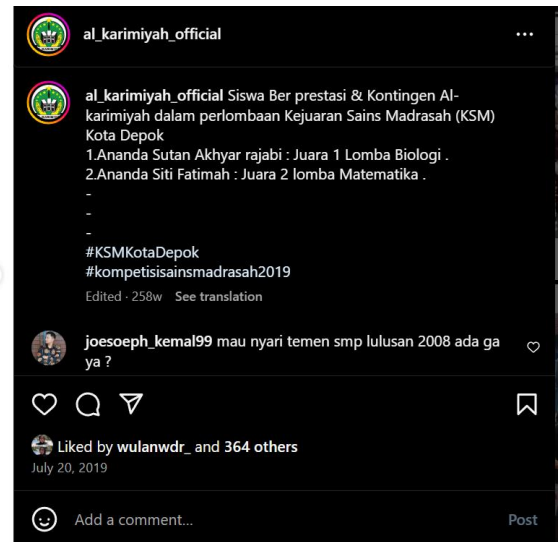 al_karimiyah_official
al_karimiyah_official Siswa Ber prestasi & Kontingen Al-
karimiyah dalam perlombaan Kejuaran Sains Madrasah (KSM)
Kota Depok
1.Ananda Sutan Akhyar rajabi : Juara 1 Lomba Biologi .
2.Ananda Siti Fatimah : Juara 2 lomba Matematika .
-
-
-
#KSMKotaDepok
#kompetisisainsmadrasah2019
Edited · 258w See translation
joesoeph_kemal99 mau nyari temen smp lulusan 2008 ada ga
ya ?
Liked by wulanwdr_ and 364 others
July 20, 2019
Add a comment...
Post